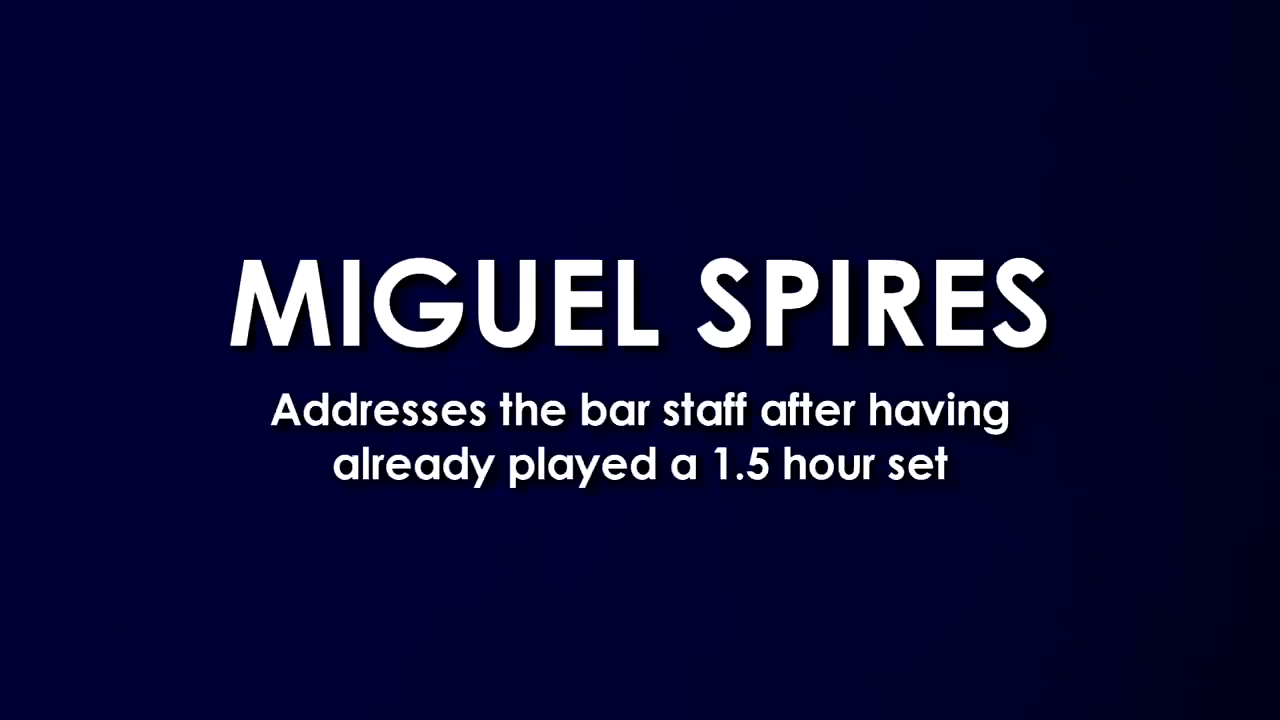 MIGUEL SPIRES
Addresses the bar staff after having
already played a 1.5 hour set